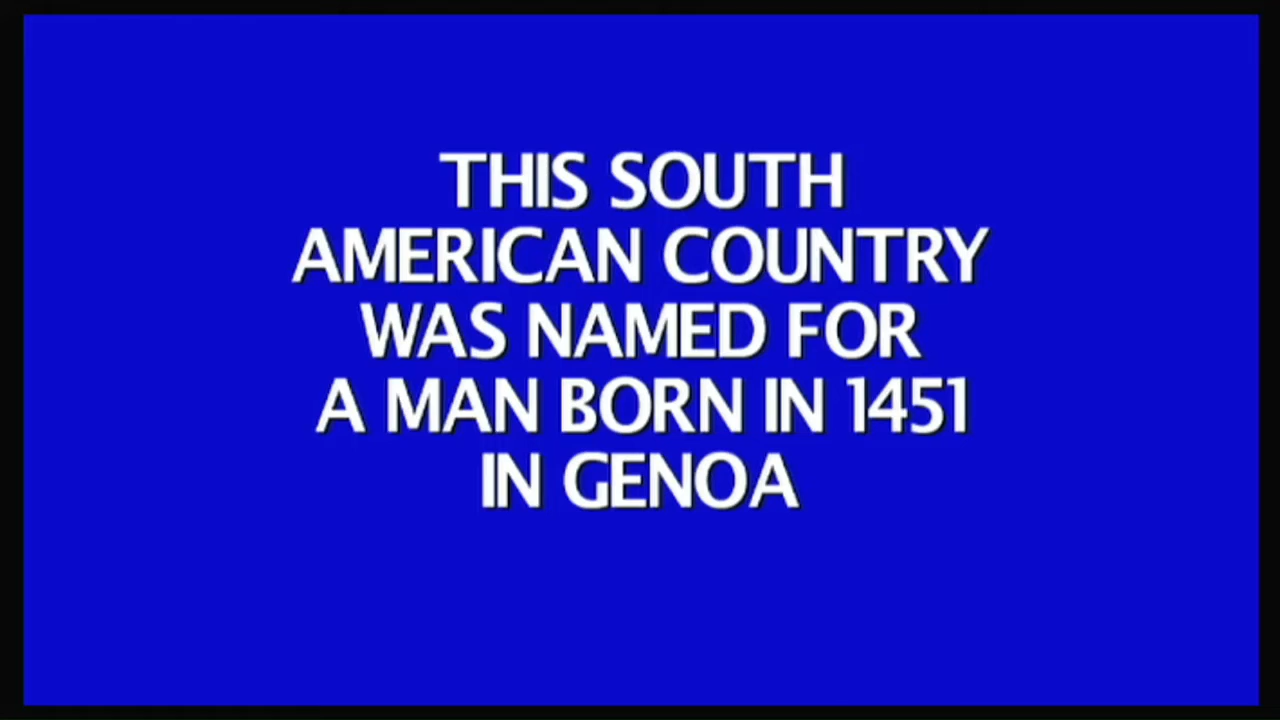 THIS SOUTH
AMERICAN COUNTRY
WAS NAMED FOR
A MAN BORN IN 1451
IN GENOA